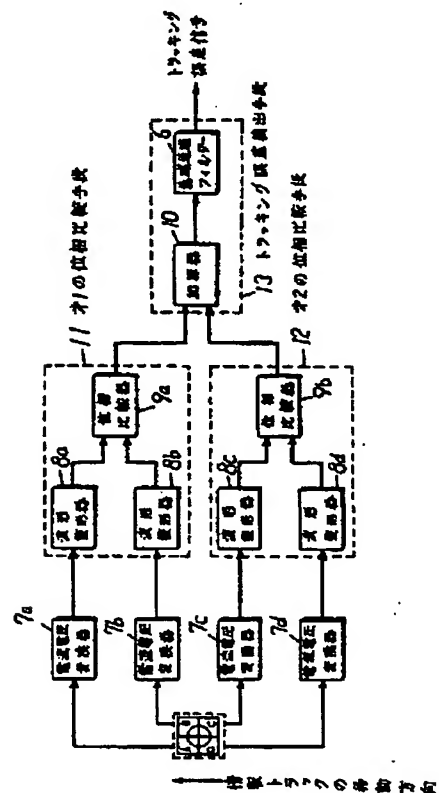 7a
電流電圧
変換器
7b
電流電圧
変換器
7c
電流電圧
変換器
7d
電流電圧
変換器
8a
波形
整形器
8b
波形
整形器
8c
波形
整形器
8d
波形
整形器
11 才1の位相比較手段
位相
比較器
9a
12 才2の位相比較手段
位相
比較器
9b
10
加算器
6
フィルター
13 トラッキング誤差検出手段
トラッキング
誤差信号
情報トラックの移動方向